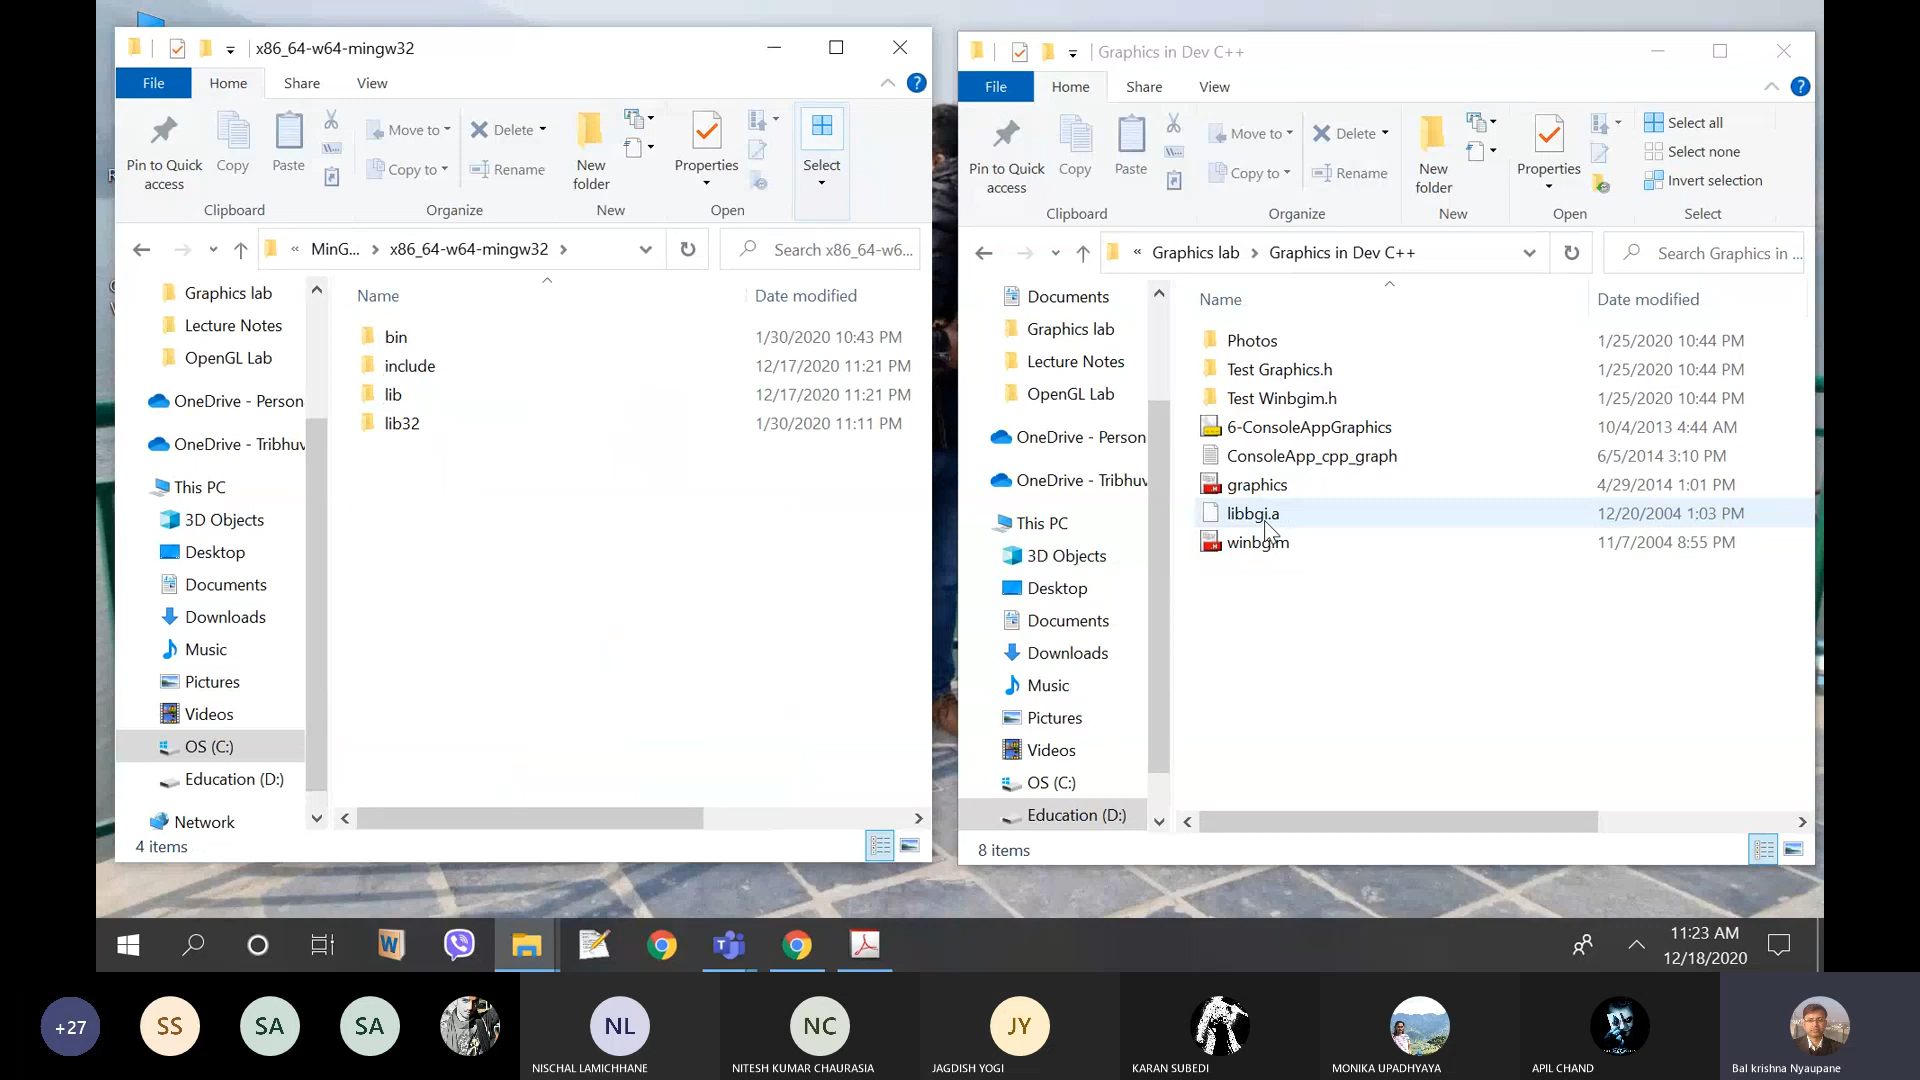 x86_64-w64-mingw32
File
Home
Share
View
Pin to Quick access
Copy
Paste
Move to
Copy to
Delete
Rename
New folder
Properties
Select
Clipboard
Organize
New
Open
« MinG... > x86_64-w64-mingw32 >
Search x86_64-w6...
Graphics lab
Lecture Notes
OpenGL Lab
OneDrive - Person
OneDrive - Tribhuv
This PC
3D Objects
Desktop
Documents
Downloads
Music
Pictures
Videos
OS (C:)
Education (D:)
Network
Name
Date modified
bin 1/30/2020 10:43 PM
include 12/17/2020 11:21 PM
lib 12/17/2020 11:21 PM
lib32 1/30/2020 11:11 PM
4 items
Graphics in Dev C++
File
Home
Share
View
Pin to Quick access
Copy
Paste
Move to
Copy to
Delete
Rename
New folder
Properties
Select all
Select none
Invert selection
Clipboard
Organize
New
Open
Select
« Graphics lab > Graphics in Dev C++
Search Graphics in ...
Documents
Graphics lab
Lecture Notes
OpenGL Lab
OneDrive - Person
OneDrive - Tribhuv
This PC
3D Objects
Desktop
Documents
Downloads
Music
Pictures
Videos
OS (C:)
Education (D:)
Name
Date modified
Photos 1/25/2020 10:44 PM
Test Graphics.h 1/25/2020 10:44 PM
Test Winbgim.h 1/25/2020 10:44 PM
6-ConsoleAppGraphics 10/4/2013 4:44 AM
ConsoleApp_cpp_graph 6/5/2014 3:10 PM
graphics 4/29/2014 1:01 PM
libbgi.a 12/20/2004 1:03 PM
winbgim 11/7/2004 8:55 PM
8 items
11:23 AM
12/18/2020
+27
SS
SA
SA
NL
NISCHAL LAMICHHANE
NC
NITESH KUMAR CHAURASIA
JY
JAGDISH YOGI
KARAN SUBEDI
MONIKA UPADHYAYA
APIL CHAND
Bal krishna Nyaupane